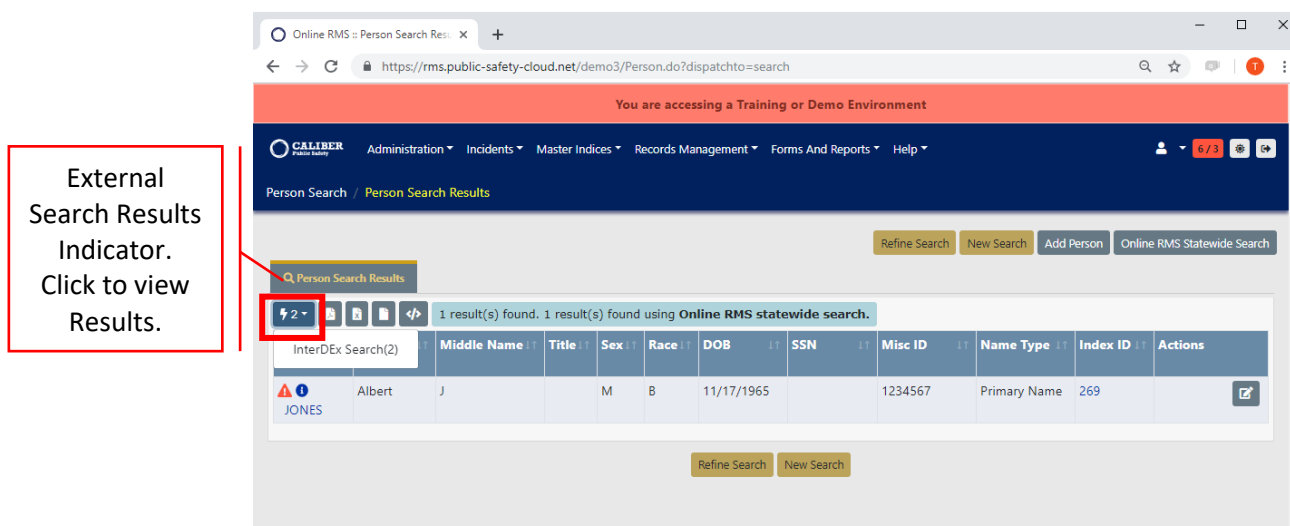 Online RMS :: Person Search Resu
https://rms.public-safety-cloud.net/demo3/Person.do?dispatchto=search
T
You are accessing a Training or Demo Environment
CALIBER
Public Safety
Administration Incidents Master Indices Records Management Forms And Reports Help
6 / 3
Person Search / Person Search Results
External
Search Results
Indicator.
Click to view
Results.
Refine Search New Search Add Person Online RMS Statewide Search
Person Search Results
2
1 result(s) found. 1 result(s) found using Online RMS statewide search.
InterDEx Search(2)
Middle Name Title Sex Race DOB SSN Misc ID Name Type Index ID Actions
JONES Albert J M B 11/17/1965 1234567 Primary Name 269
Refine Search New Search